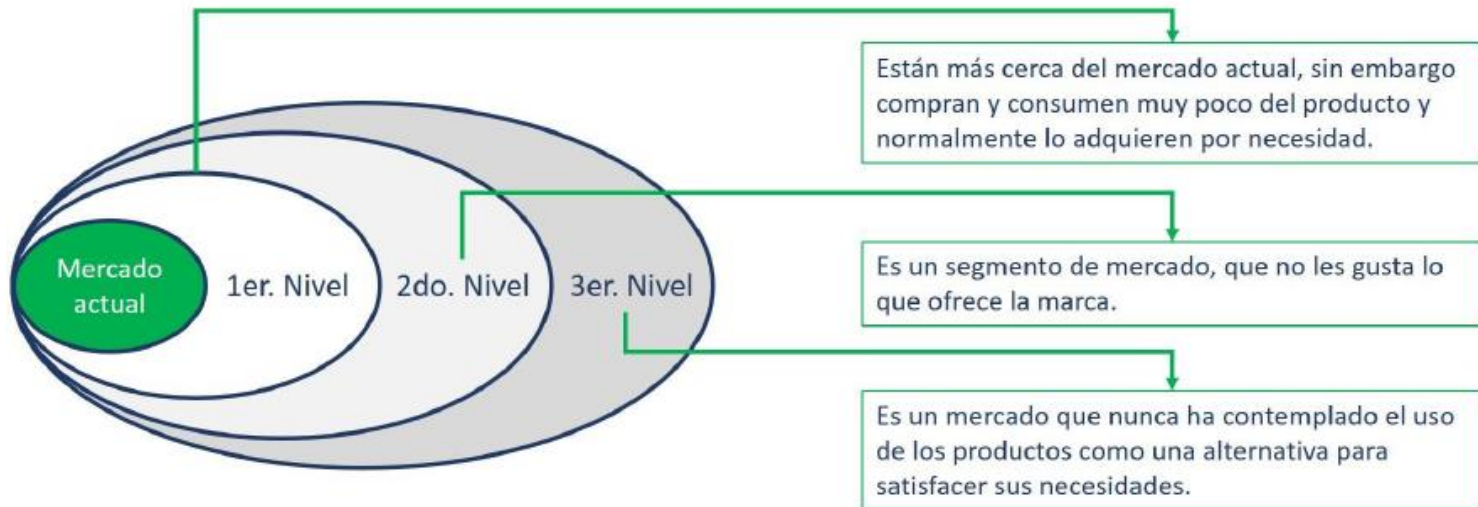 Están más cerca del mercado actual, sin embargo
compran y consumen muy poco del producto y
normalmente lo adquieren por necesidad.
Mercado
actual
1er. Nivel
2do. Nivel
3er. Nivel
Es un segmento de mercado, que no les gusta lo
que ofrece la marca.
Es un mercado que nunca ha contemplado el uso
de los productos como una alternativa para
satisfacer sus necesidades.